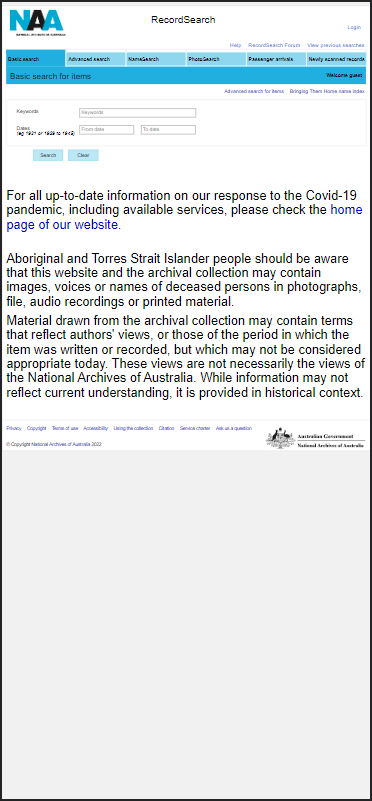 NAA
NATIONAL ARCHIVES OF AUSTRALIA
RecordSearch
Login
Help RecordSearch Forum View previous searches
Basic search Advanced search NameSearch PhotoSearch Passenger arrivals Newly scanned records
Basic search for items Welcome guest
Advanced search for items Bringing Them Home name index
Keywords Keywords
Dates From date To date
(eg 1921 or 1939 to 1945)
Search Clear
For all up-to-date information on our response to the Covid-19
pandemic, including available services, please check the home
page of our website.
Aboriginal and Torres Strait Islander people should be aware
that this website and the archival collection may contain
images, voices or names of deceased persons in photographs,
file, audio recordings or printed material.
Material drawn from the archival collection may contain terms
that reflect authors' views, or those of the period in which the
item was written or recorded, but which may not be considered
appropriate today. These views are not necessarily the views of
the National Archives of Australia. While information may not
reflect current understanding, it is provided in historical context.
Privacy Copyright Terms of use Accessibility Using the collection Citation Service charter Ask us a question
© Copyright National Archives of Australia 2022
Australian Government
National Archives of Australia